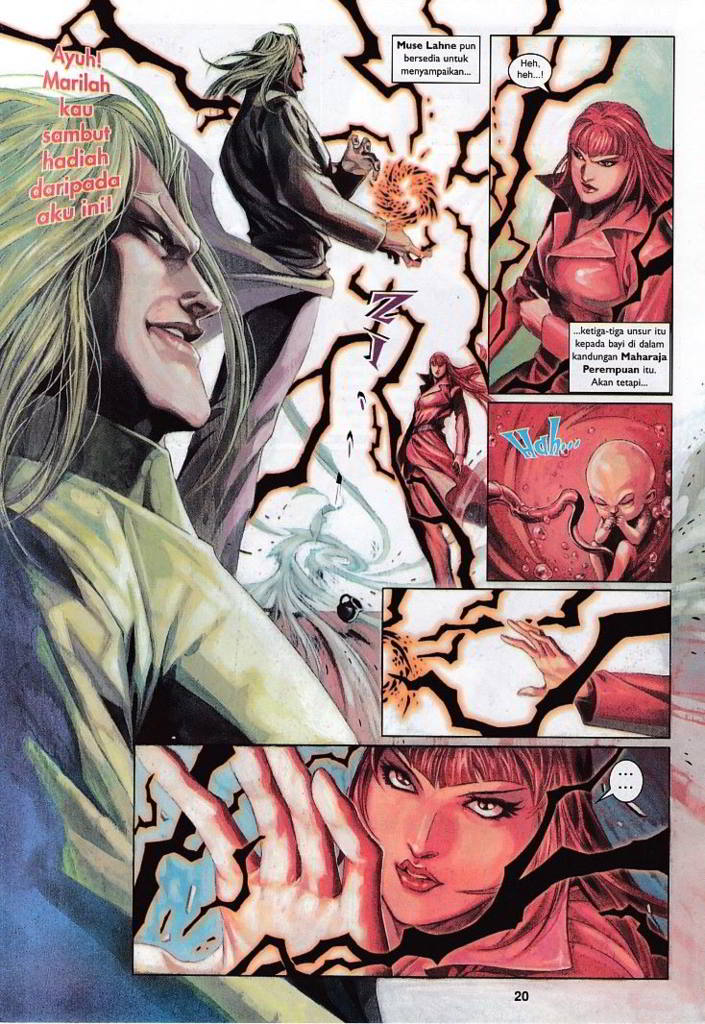 Ayuh!
Marilah
kau
sambut
hadiah
daripada
aku ini!
Muse Lahne pun
bersedia untuk
menyampaikan...
Heh,
heh...!
ZI
...ketiga-tiga unsur itu
kepada bayi di dalam
kandungan Maharaja
Perempuan itu.
Akan tetapi...
Hah...
...
...
20